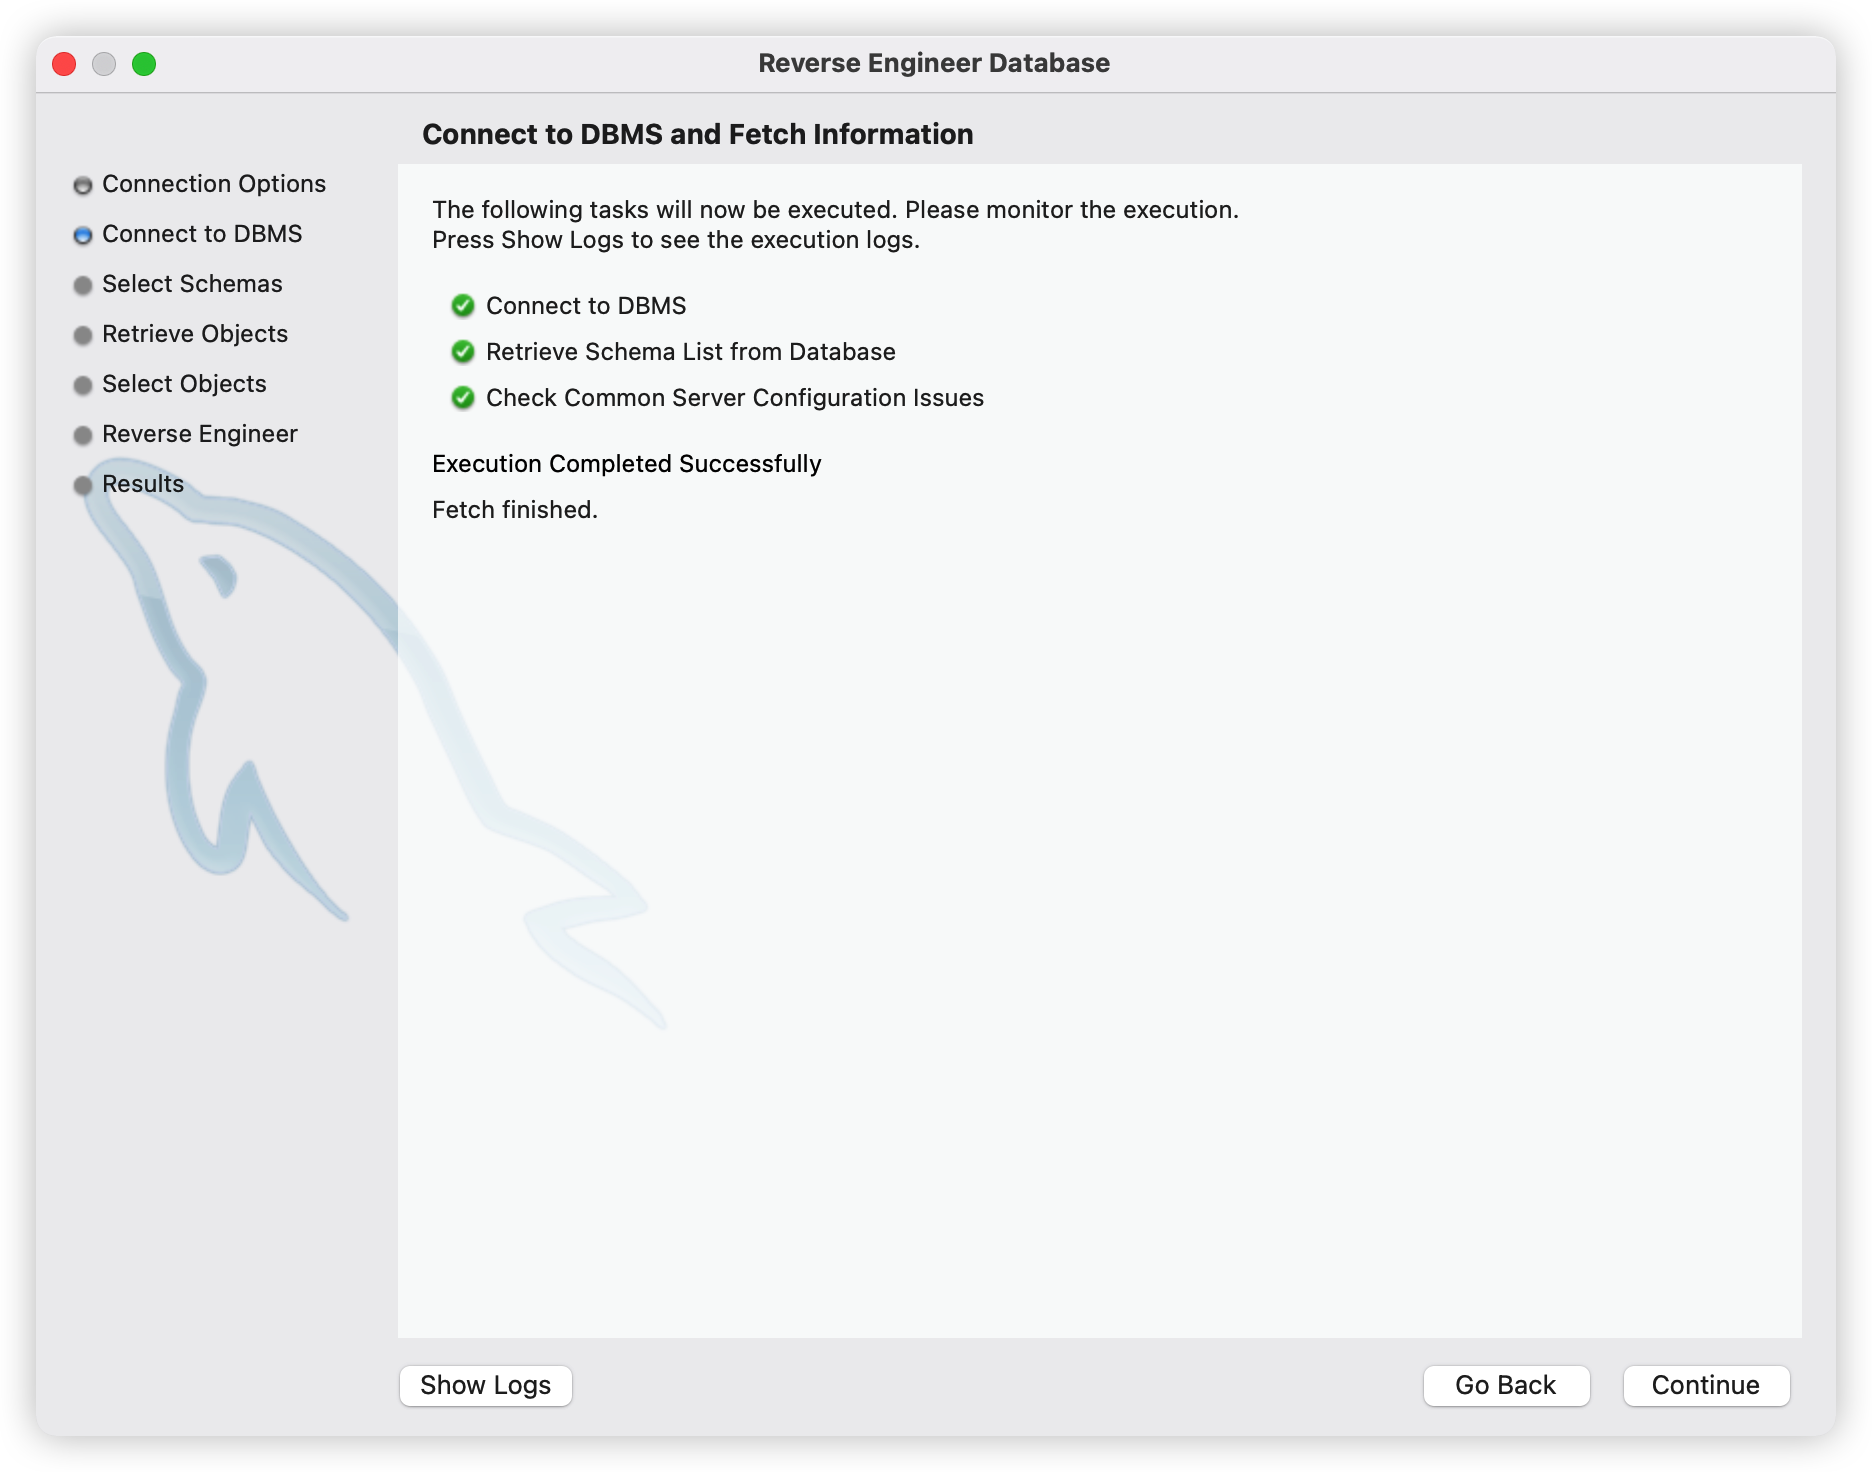 Reverse Engineer Database
Connect to DBMS and Fetch Information
Connection Options
Connect to DBMS
Select Schemas
Retrieve Objects
Select Objects
Reverse Engineer
Results
The following tasks will now be executed. Please monitor the execution.
Press Show Logs to see the execution logs.
Connect to DBMS
Retrieve Schema List from Database
Check Common Server Configuration Issues
Execution Completed Successfully
Fetch finished.
Show Logs
Go Back
Continue